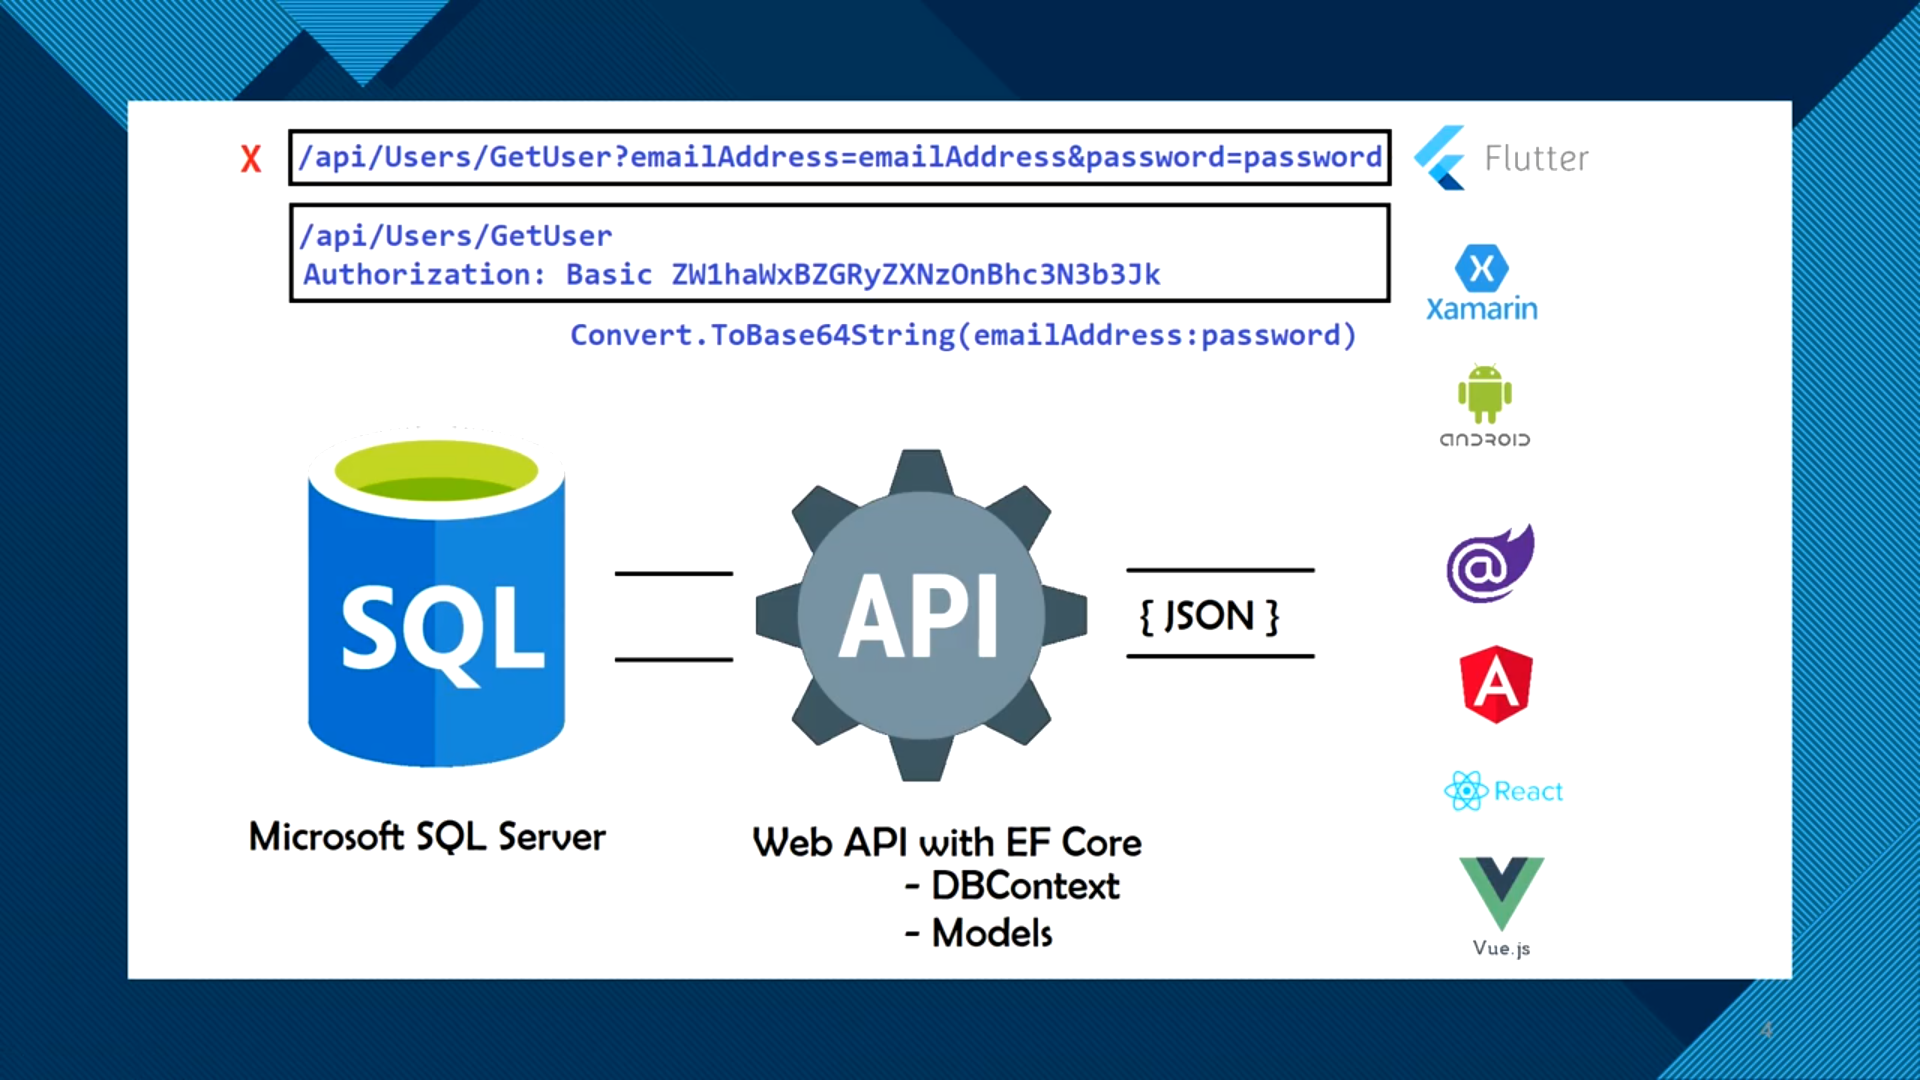 X /api/Users/GetUser?emailAddress=emailAddress&password=password
Flutter
/api/Users/GetUser
Authorization: Basic ZW1haWxBZGRyZXNzOnBhc3N3b3Jk
Xamarin
Convert.ToBase64String(emailAddress:password)
ANDROID
SQL
API
{ JSON }
@
A
React
Microsoft SQL Server
Web API with EF Core
- DBContext
- Models
Vue.js
4